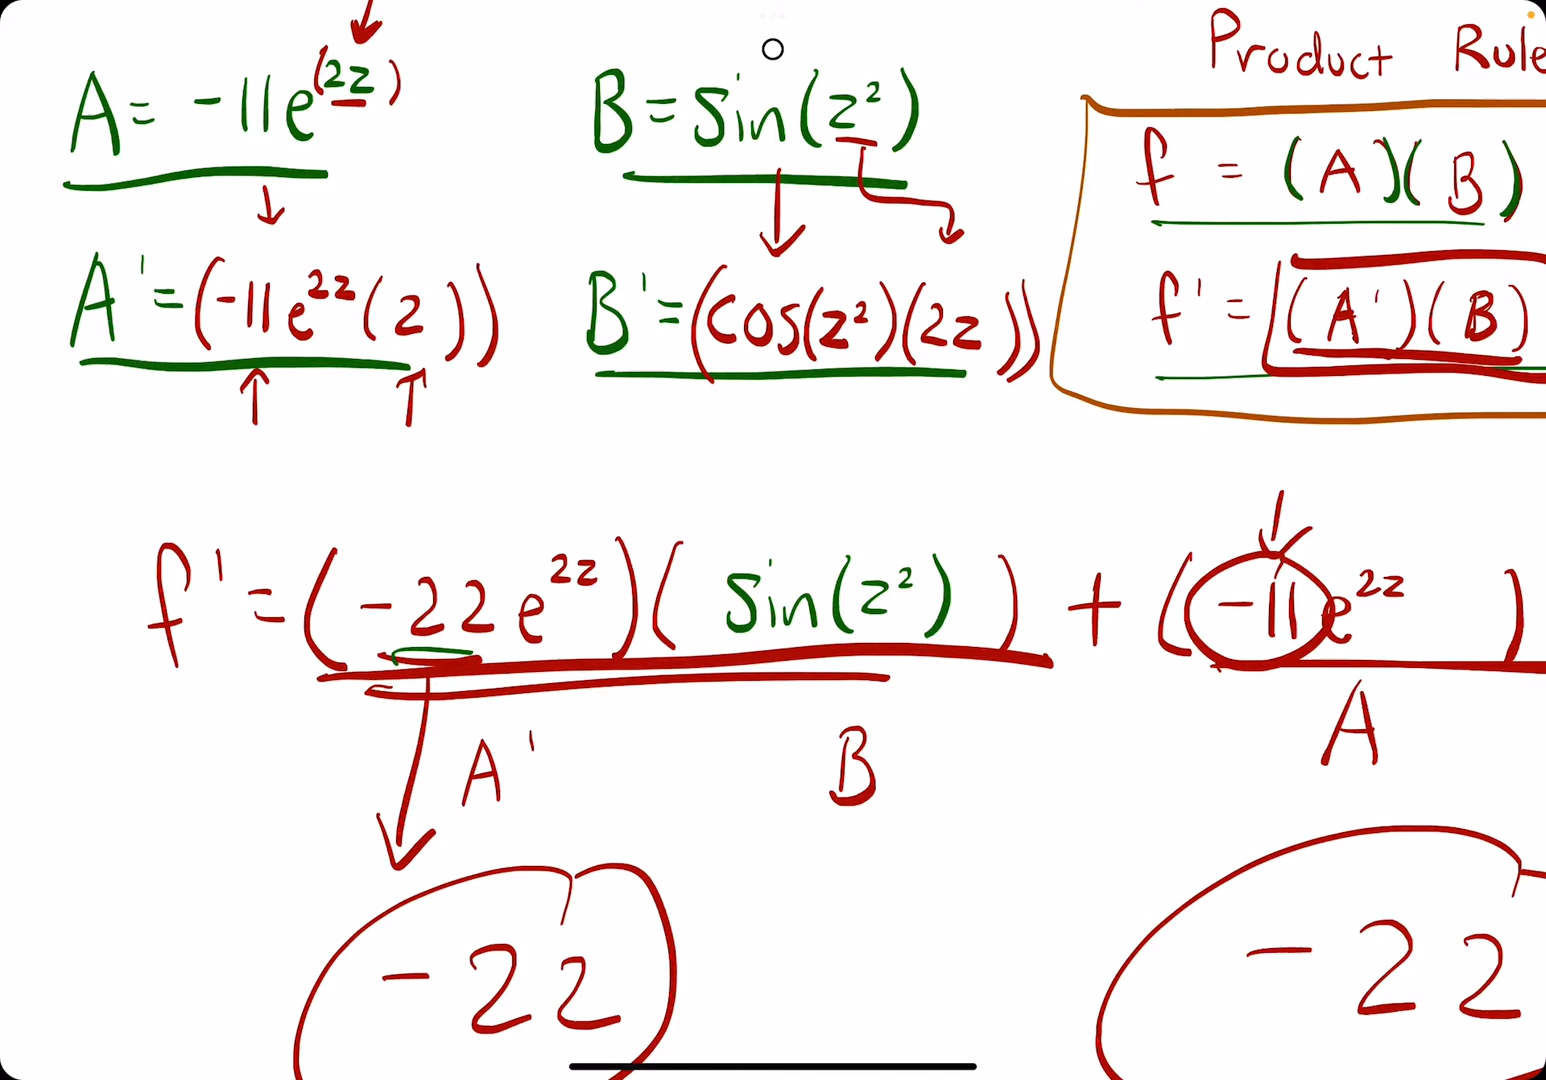 Product Rule
A = -11e^(2z) B = sin(z²) f = (A)(B)
A' = (-11e^2z(2)) B' = (cos(z²)(2z)) f' = (A')(B)
f' = (-22e^2z)(sin(z²)) + (-11e^2z)
A' B A
-22 -22